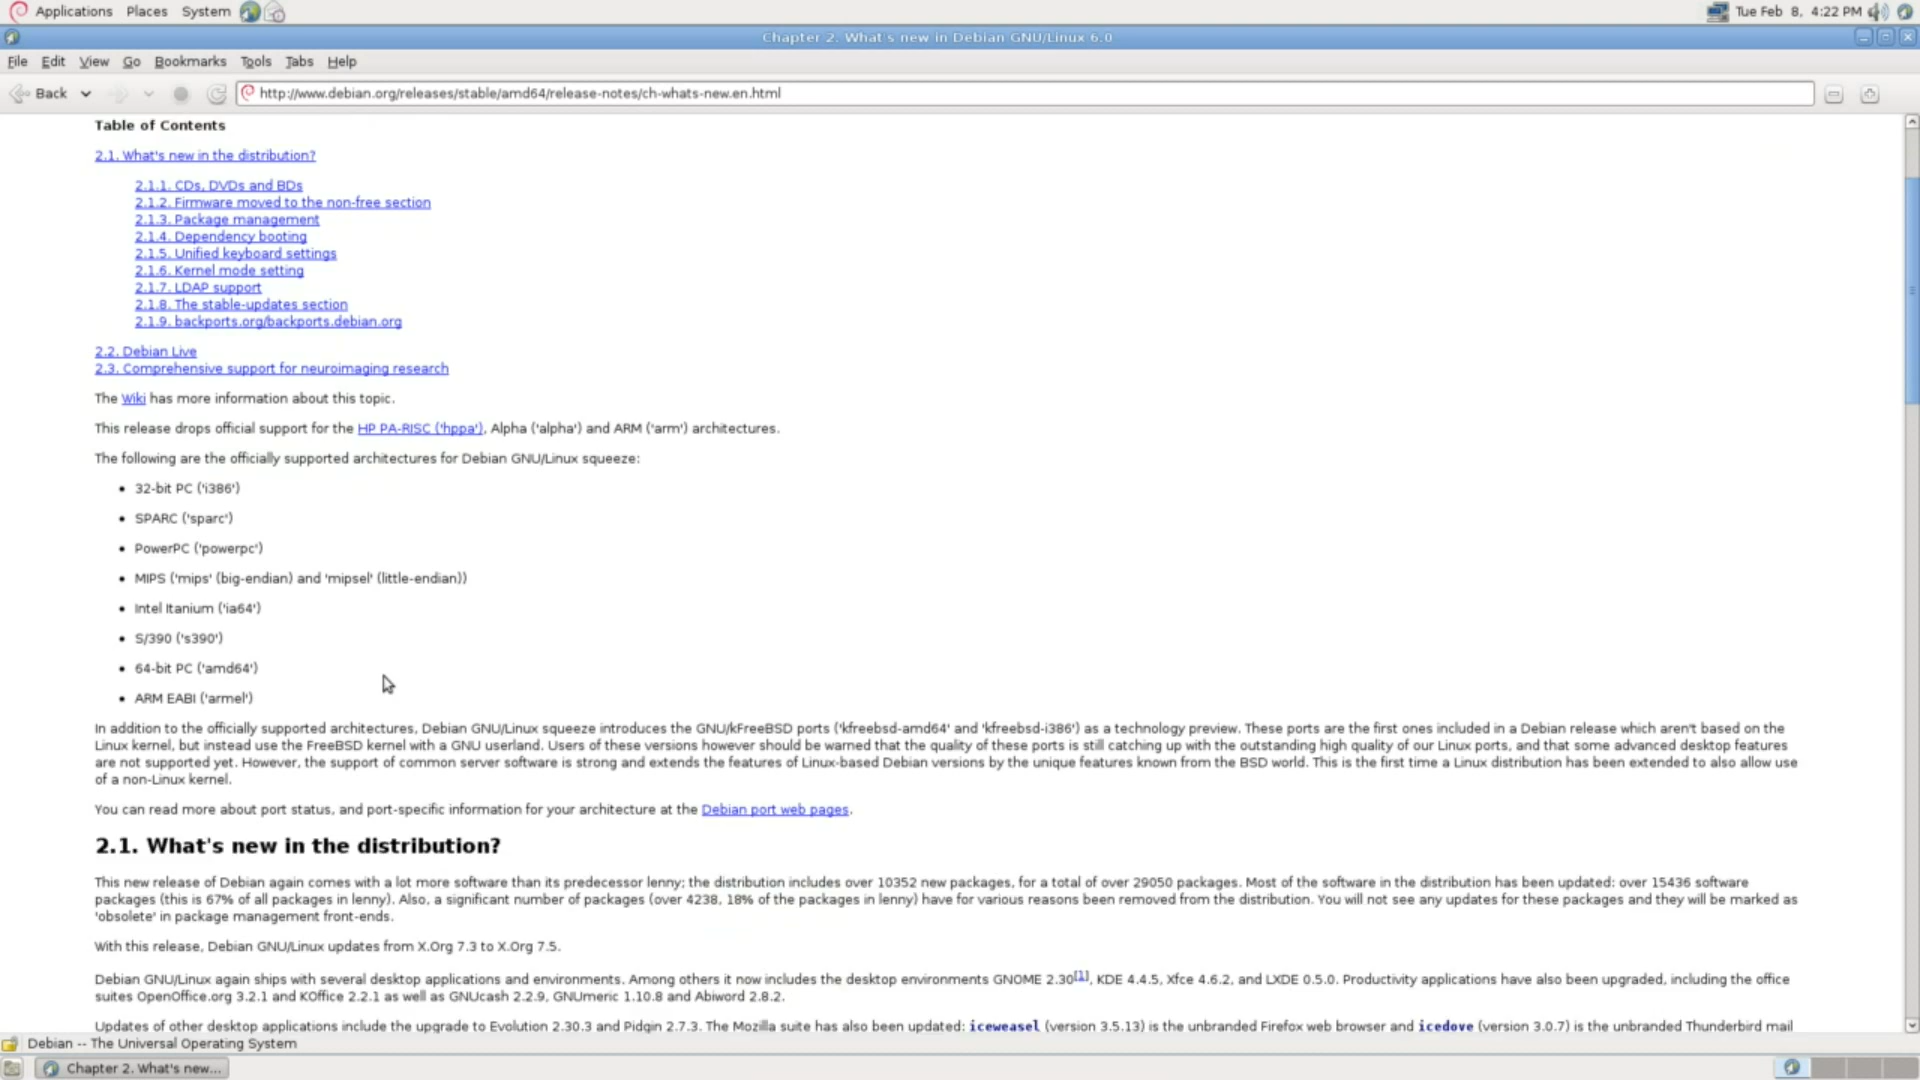 Applications Places System
Tue Feb 8, 4:22 PM
Chapter 2. What's new in Debian GNU/Linux 6.0
File Edit View Go Bookmarks Tools Tabs Help
Back
http://www.debian.org/releases/stable/amd64/release-notes/ch-whats-new.en.html
Table of Contents
2.1. What's new in the distribution?
2.1.1. CDs, DVDs and BDs
2.1.2. Firmware moved to the non-free section
2.1.3. Package management
2.1.4. Dependency booting
2.1.5. Unified keyboard settings
2.1.6. Kernel mode setting
2.1.7. LDAP support
2.1.8. The stable-updates section
2.1.9. backports.org/backports.debian.org
2.2. Debian Live
2.3. Comprehensive support for neuroimaging research
The Wiki has more information about this topic.
This release drops official support for the HP PA-RISC ('hppa'), Alpha ('alpha') and ARM ('arm') architectures.
The following are the officially supported architectures for Debian GNU/Linux squeeze:
• 32-bit PC ('i386')
• SPARC ('sparc')
• PowerPC ('powerpc')
• MIPS ('mips' (big-endian) and 'mipsel' (little-endian))
• Intel Itanium ('ia64')
• S/390 ('s390')
• 64-bit PC ('amd64')
• ARM EABI ('armel')
In addition to the officially supported architectures, Debian GNU/Linux squeeze introduces the GNU/kFreeBSD ports ('kfreebsd-amd64' and 'kfreebsd-i386') as a technology preview. These ports are the first ones included in a Debian release which aren't based on the
Linux kernel, but instead use the FreeBSD kernel with a GNU userland. Users of these versions however should be warned that the quality of these ports is still catching up with the outstanding high quality of our Linux ports, and that some advanced desktop features
are not supported yet. However, the support of common server software is strong and extends the features of Linux-based Debian versions by the unique features known from the BSD world. This is the first time a Linux distribution has been extended to also allow use
of a non-Linux kernel.
You can read more about port status, and port-specific information for your architecture at the Debian port web pages.
2.1. What's new in the distribution?
This new release of Debian again comes with a lot more software than its predecessor lenny; the distribution includes over 10352 new packages, for a total of over 29050 packages. Most of the software in the distribution has been updated: over 15436 software
packages (this is 67% of all packages in lenny). Also, a significant number of packages (over 4238, 18% of the packages in lenny) have for various reasons been removed from the distribution. You will not see any updates for these packages and they will be marked as
'obsolete' in package management front-ends.
With this release, Debian GNU/Linux updates from X.Org 7.3 to X.Org 7.5.
Debian GNU/Linux again ships with several desktop applications and environments. Among others it now includes the desktop environments GNOME 2.30[1], KDE 4.4.5, Xfce 4.6.2, and LXDE 0.5.0. Productivity applications have also been upgraded, including the office
suites OpenOffice.org 3.2.1 and KOffice 2.2.1 as well as GNUcash 2.2.9, GNUmeric 1.10.8 and Abiword 2.8.2.
Updates of other desktop applications include the upgrade to Evolution 2.30.3 and Pidgin 2.7.3. The Mozilla suite has also been updated: iceweasel (version 3.5.13) is the unbranded Firefox web browser and icedove (version 3.0.7) is the unbranded Thunderbird mail
Debian -- The Universal Operating System
Chapter 2. What's new...